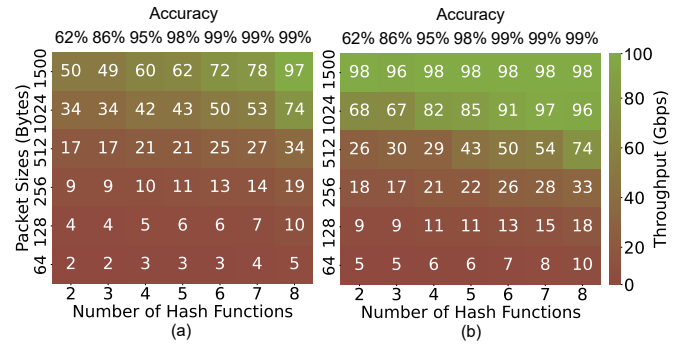 Accuracy
62% 86% 95% 98% 99% 99% 99%
Packet Sizes (Bytes)
1500 50 49 60 62 72 78 97
1024 34 34 42 43 50 53 74
512 17 17 21 21 25 27 34
256 9 9 10 11 13 14 19
128 4 4 5 6 6 7 10
64 2 2 3 3 3 4 5
2 3 4 5 6 7 8
Number of Hash Functions
(a)
Accuracy
62% 86% 95% 98% 99% 99% 99%
1500 98 96 98 98 98 98 98
1024 68 67 82 85 91 97 96
512 26 30 29 43 50 54 74
256 18 17 21 22 26 28 33
128 9 9 11 11 13 15 18
64 5 5 6 6 7 8 10
2 3 4 5 6 7 8
Number of Hash Functions
(b)
100
80
60
40
20
0
Throughput (Gbps)